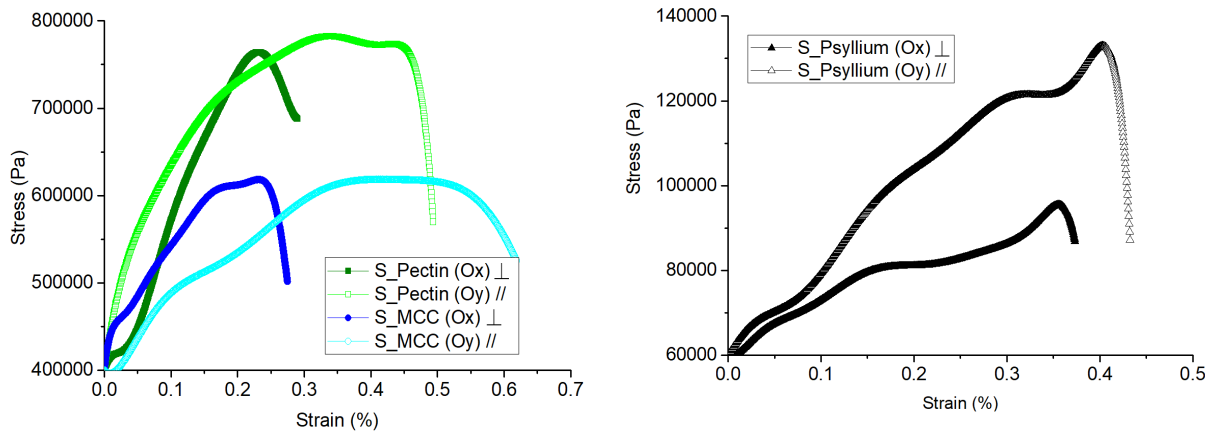 800000
700000
600000
500000
400000
Stress (Pa)
S_Pectin (Ox) ⊥
S_Pectin (Oy) //
S_MCC (Ox) ⊥
S_MCC (Oy) //
0.0 0.1 0.2 0.3 0.4 0.5 0.6 0.7
Strain (%)
140000
120000
100000
80000
60000
Stress (Pa)
S_Psyllium (Ox) ⊥
S_Psyllium (Oy) //
0.0 0.1 0.2 0.3 0.4 0.5
Strain (%)